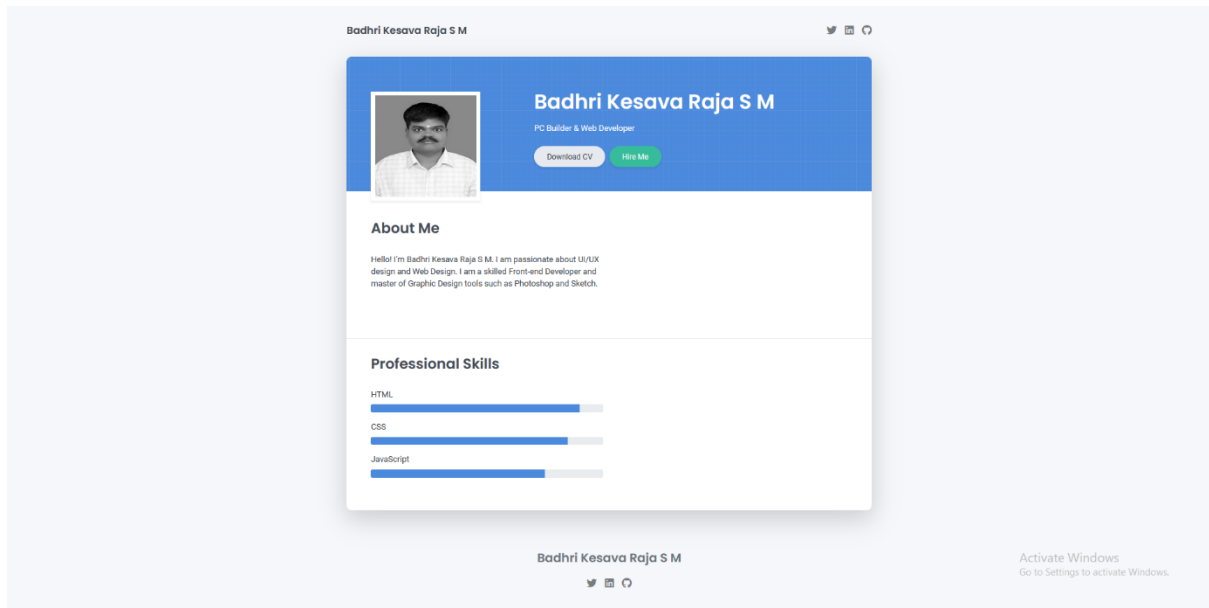 Badhri Kesava Raja S M
Badhri Kesava Raja S M
PC Builder & Web Developer
Download CV
Hire Me
About Me
Hello! I'm Badhri Kesava Raja S M. I am passionate about UI/UX
design and Web Design. I am a skilled Front-end Developer and
master of Graphic Design tools such as Photoshop and Sketch.
Professional Skills
HTML
CSS
JavaScript
Badhri Kesava Raja S M
Activate Windows
Go to Settings to activate Windows.